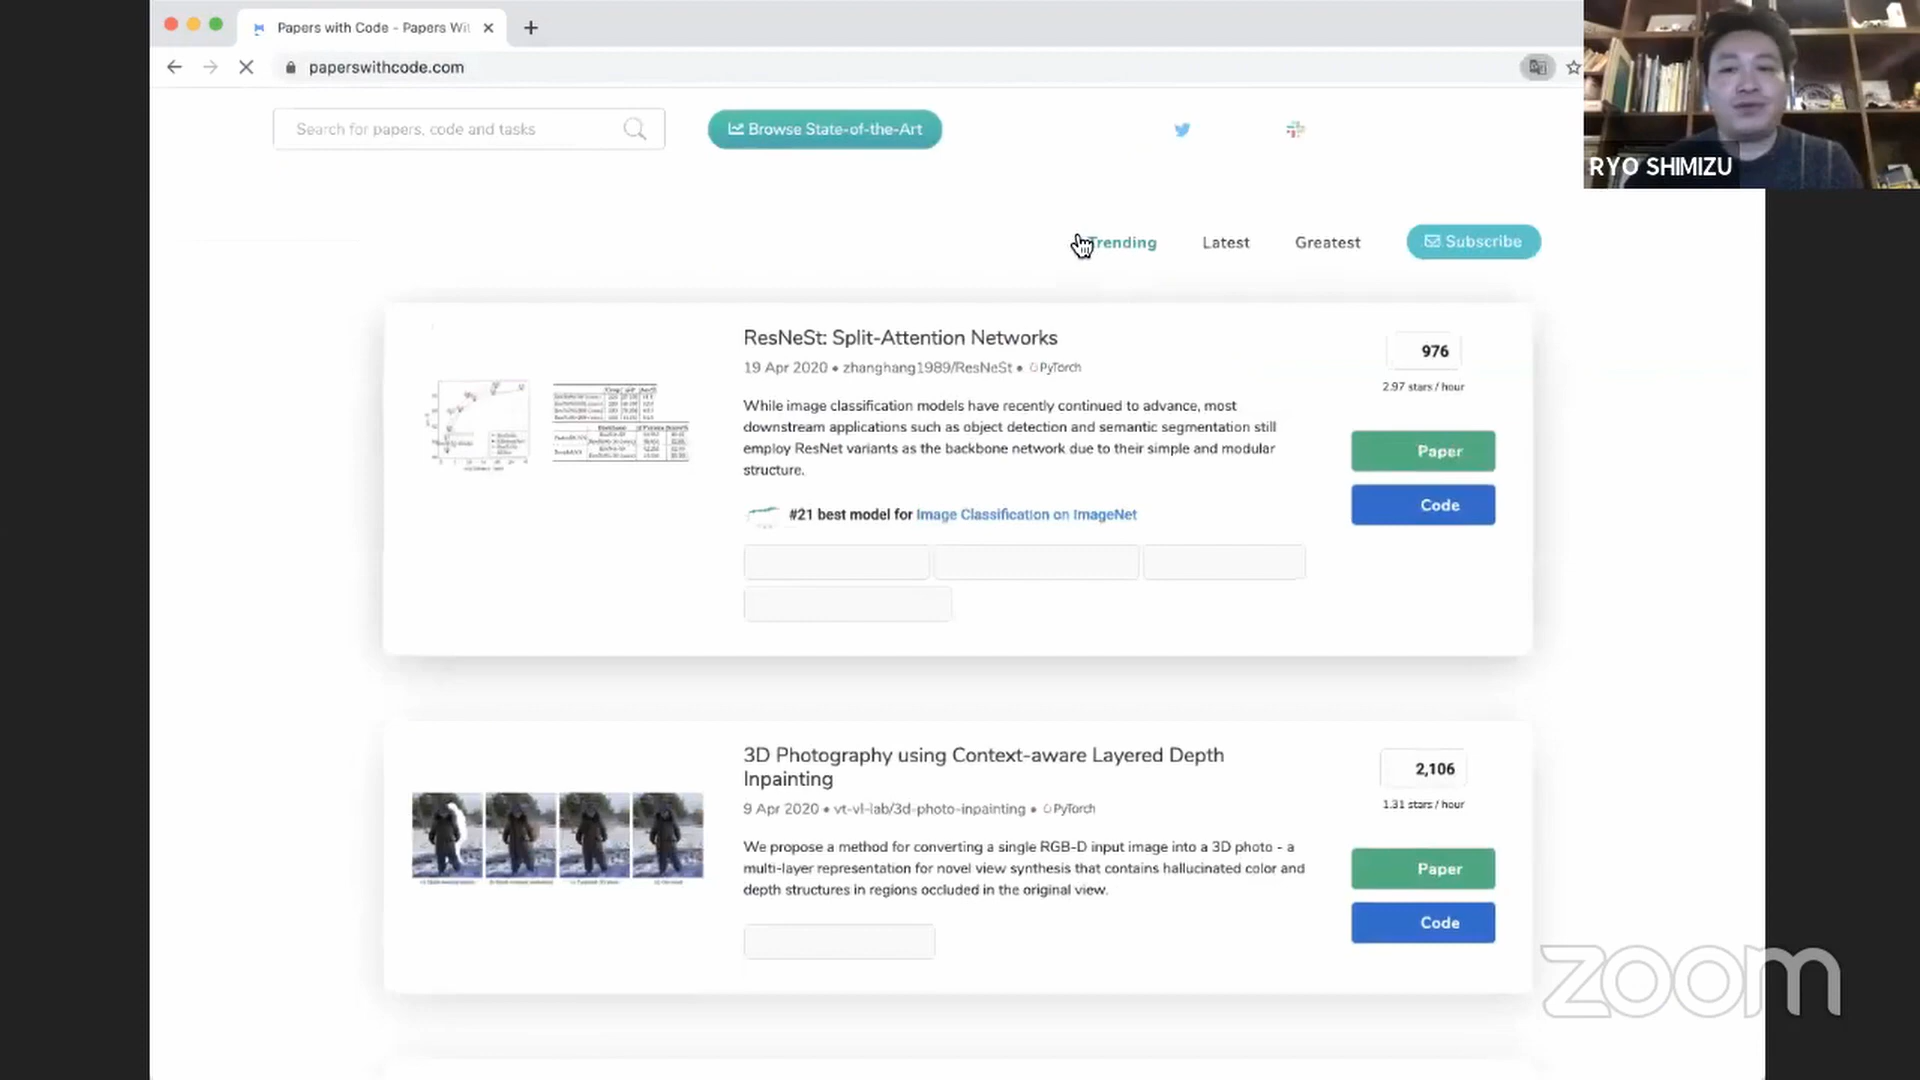 Papers with Code - Papers Wit
paperswithcode.com
RYO SHIMIZU
Search for papers, code and tasks
Browse State-of-the-Art
Trending
Latest
Greatest
Subscribe
ResNeSt: Split-Attention Networks
19 Apr 2020 • zhanghang1989/ResNeSt • PyTorch
While image classification models have recently continued to advance, most
downstream applications such as object detection and semantic segmentation still
employ ResNet variants as the backbone network due to their simple and modular
structure.
#21 best model for Image Classification on ImageNet
976
2.97 stars / hour
Paper
Code
3D Photography using Context-aware Layered Depth
Inpainting
9 Apr 2020 • vt-vl-lab/3d-photo-inpainting • PyTorch
We propose a method for converting a single RGB-D input image into a 3D photo - a
multi-layer representation for novel view synthesis that contains hallucinated color and
depth structures in regions occluded in the original view.
2,106
1.31 stars / hour
Paper
Code
zoom